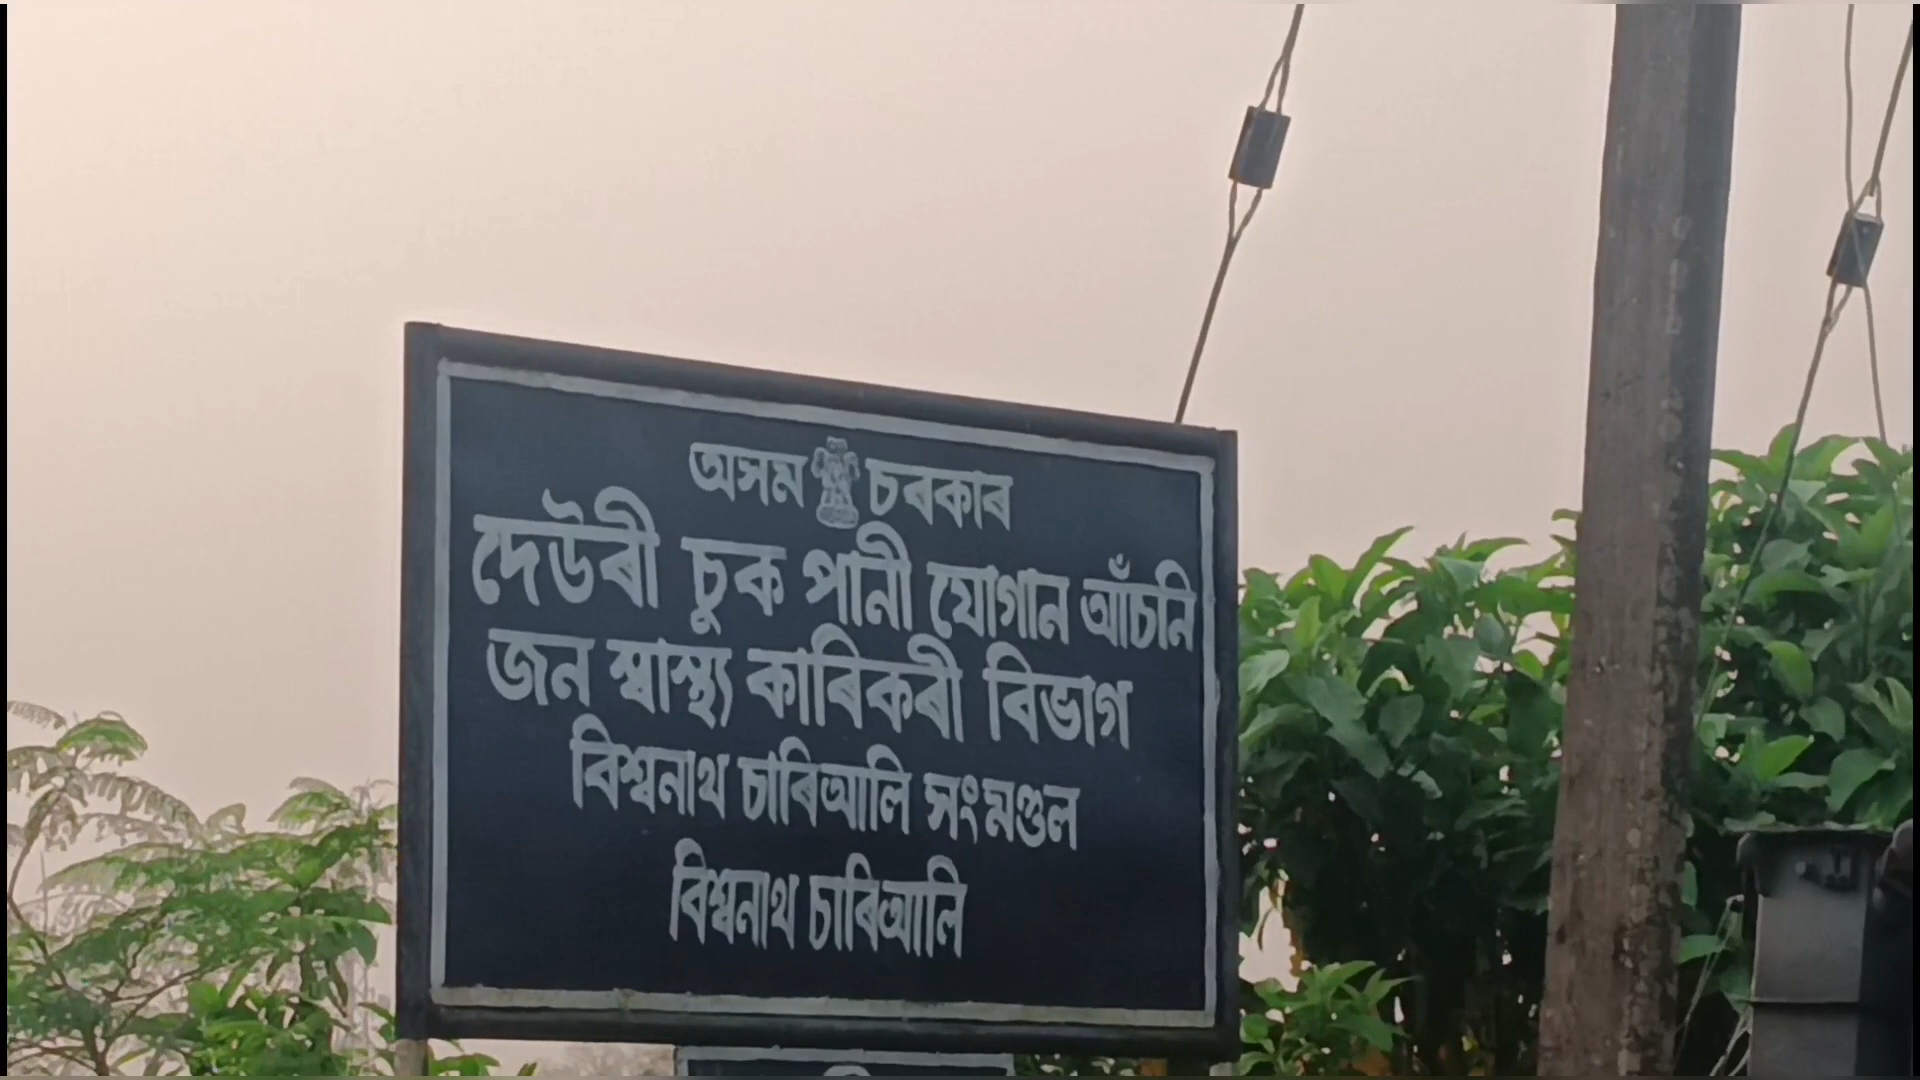 অসম চৰকাৰ
দেউৰী চুক পানী যোগান আঁচনি
জন স্বাস্থ্য কাৰিকৰী বিভাগ
বিশ্বনাথ চাৰিআলি সংমণ্ডল
বিশ্বনাথ চাৰিআলি